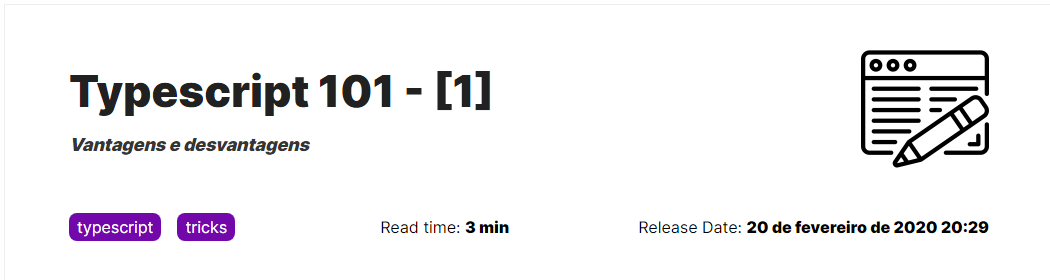 Typescript 101 - [1]
Vantagens e desvantagens
typescript tricks Read time: 3 min Release Date: 20 de fevereiro de 2020 20:29